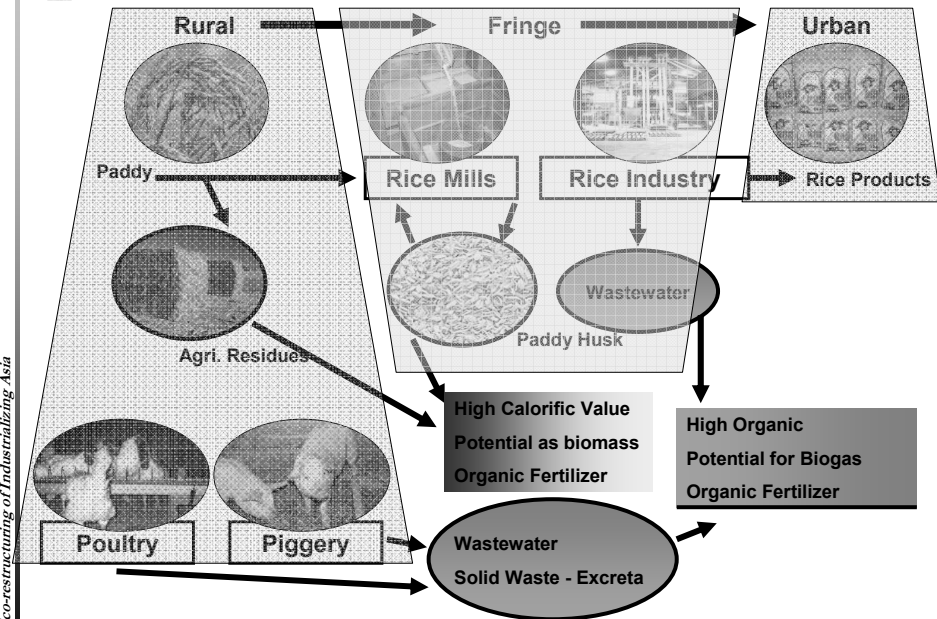 Rural
Fringe
Urban
Paddy
Rice Mills
Rice Industry
Rice Products
Wastewater
Paddy Husk
Agri. Residues
High Calorific Value
Potential as biomass
Organic Fertilizer
High Organic
Potential for Biogas
Organic Fertilizer
Poultry
Piggery
Wastewater
Solid Waste - Excreta
co-restructuring of Industrializing Asia